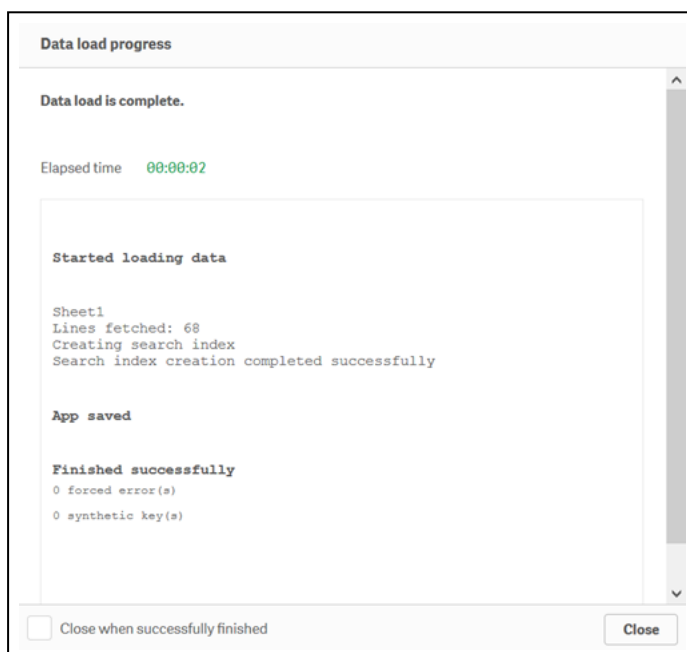 Data load progress
Data load is complete.
Elapsed time 00:00:02
Started loading data
Sheet1
Lines fetched: 68
Creating search index
Search index creation completed successfully
App saved
Finished successfully
0 forced error(s)
0 synthetic key(s)
Close when successfully finished
Close